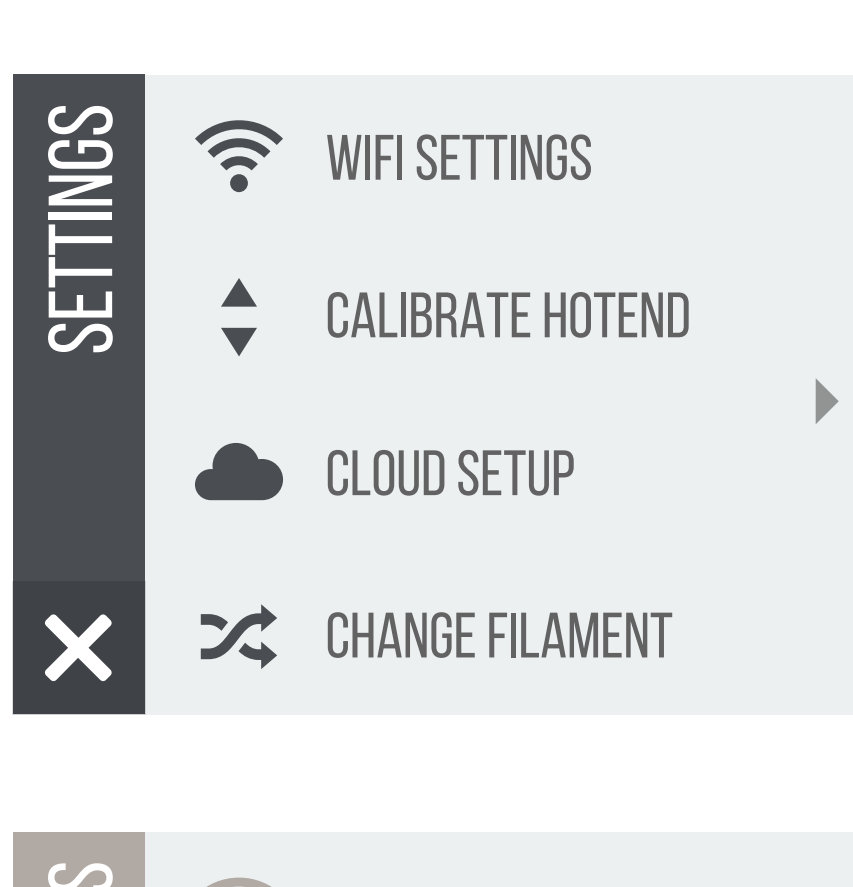 SETTINGS
WIFI SETTINGS
CALIBRATE HOTEND
CLOUD SETUP
CHANGE FILAMENT
S